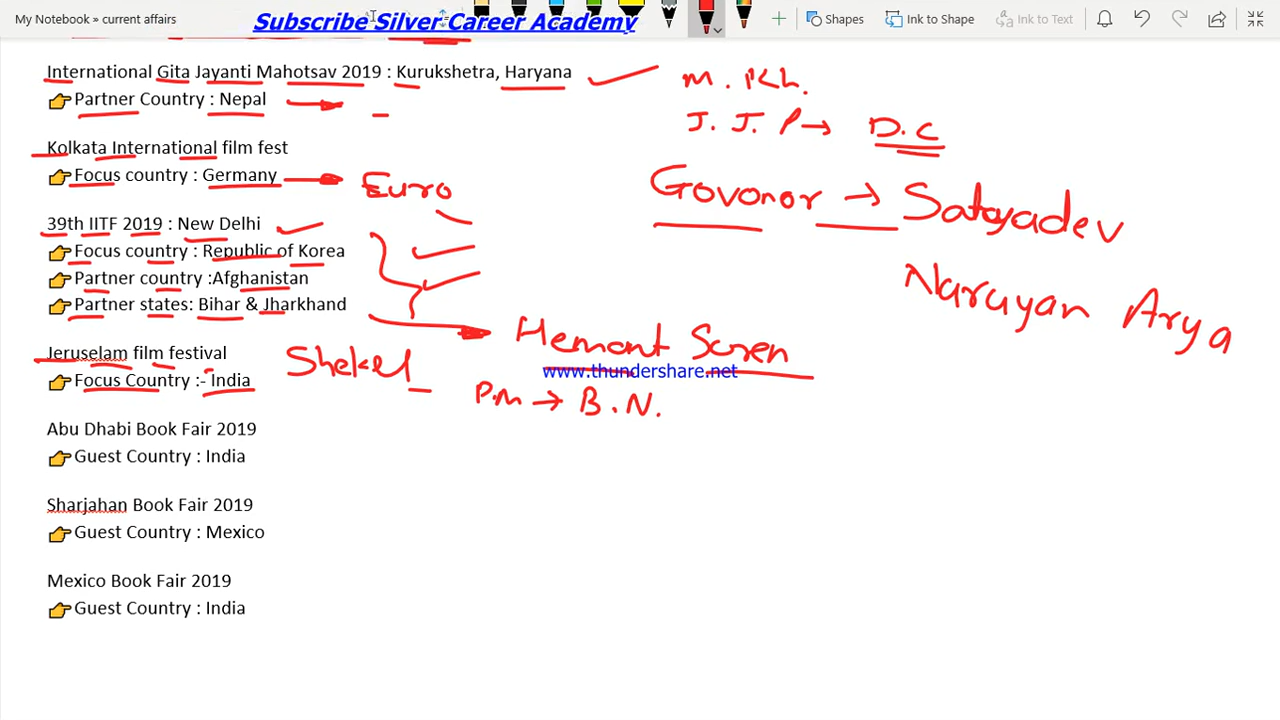 My Notebook » current affairs
Subscribe Silver Career Academy
Shapes
Ink to Shape
Ink to Text
International Gita Jayanti Mahotsav 2019 : Kurukshetra, Haryana
M. Kh.
👉Partner Country : Nepal
J. J. P → D.C
Kolkata International film fest
👉Focus country : Germany
Euro
Govonor → Satayadev
Narayan Arya
39th IITF 2019 : New Delhi
👉Focus country : Republic of Korea
👉Partner country :Afghanistan
👉Partner states: Bihar & Jharkhand
Hemant Soren
Jeruselam film festival
👉Focus Country :- India
Shekel
www.thundershare.net
P.M → B.N.
Abu Dhabi Book Fair 2019
👉Guest Country : India
Sharjahan Book Fair 2019
👉Guest Country : Mexico
Mexico Book Fair 2019
👉Guest Country : India